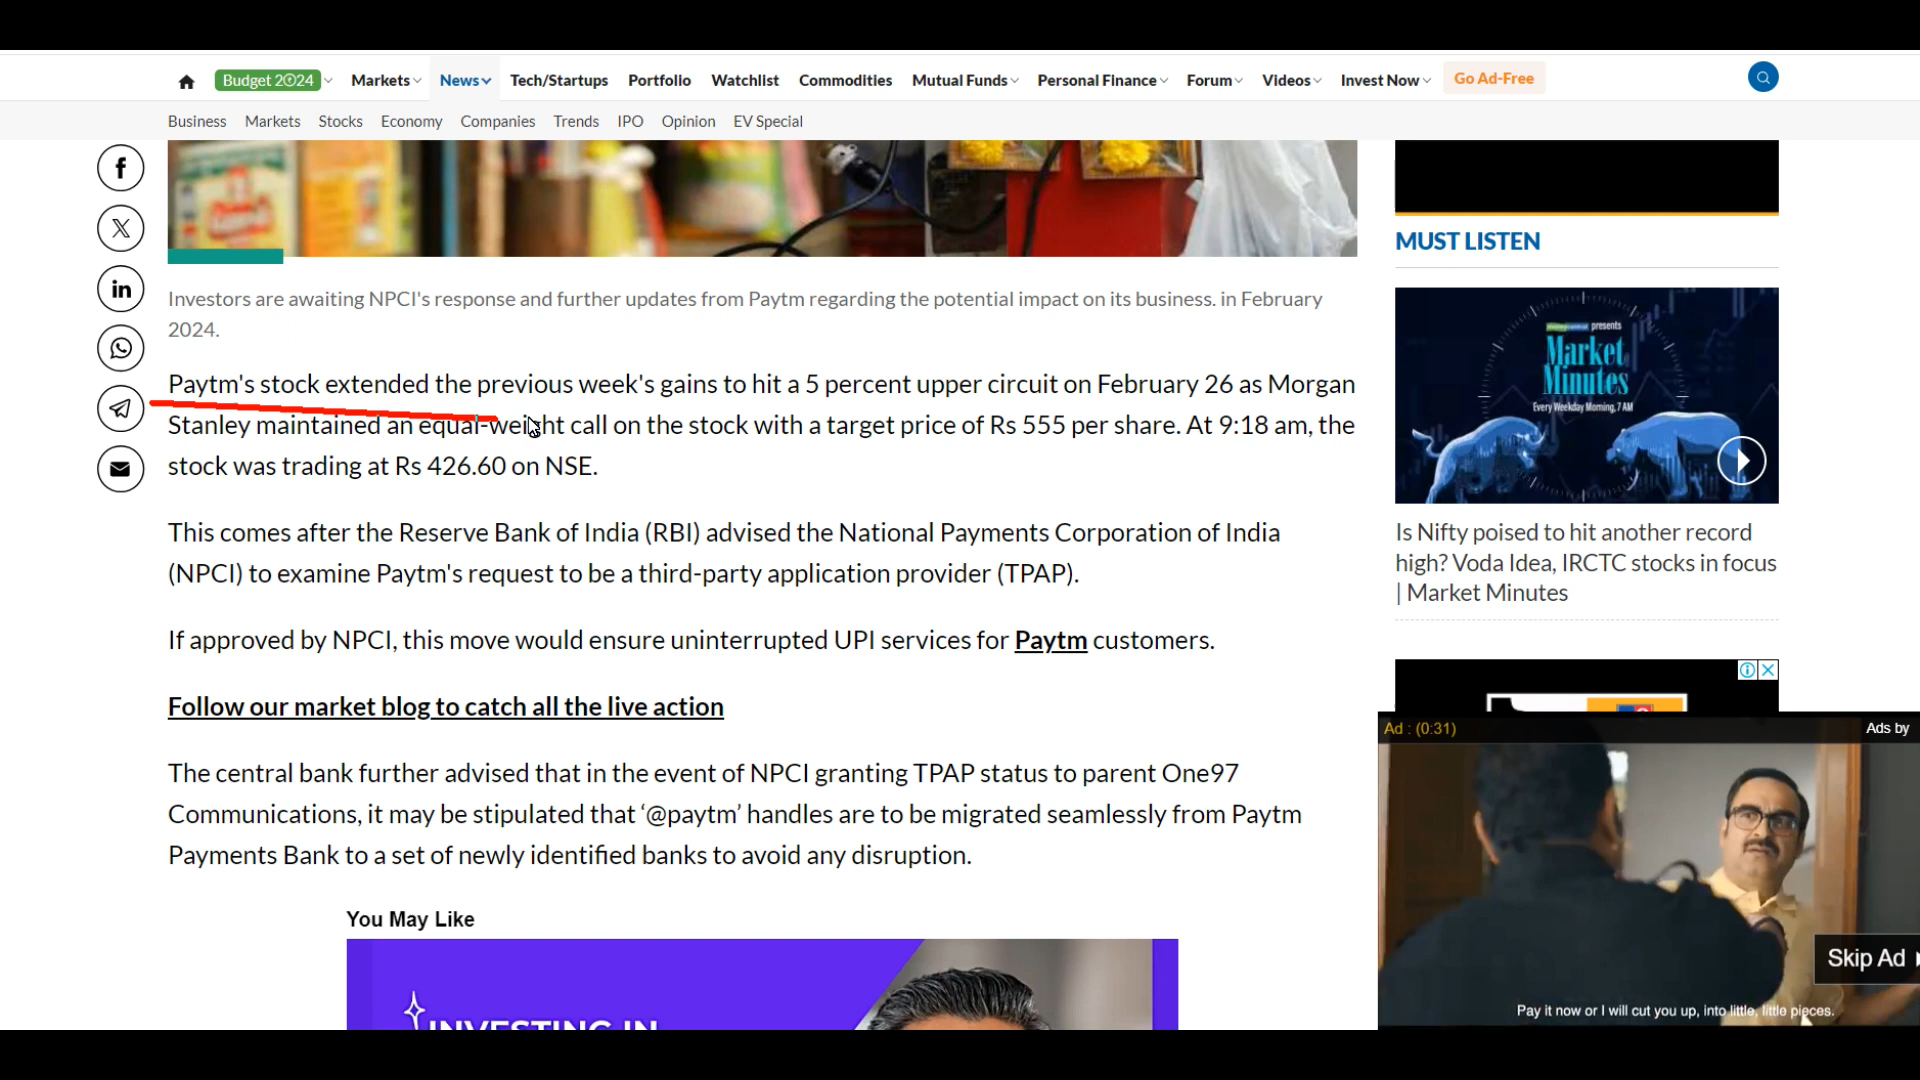 Budget 2024
Markets
News
Tech/Startups
Portfolio
Watchlist
Commodities
Mutual Funds
Personal Finance
Forum
Videos
Invest Now
Go Ad-Free
Business
Markets
Stocks
Economy
Companies
Trends
IPO
Opinion
EV Special
Investors are awaiting NPCI's response and further updates from Paytm regarding the potential impact on its business. in February
2024.
Paytm's stock extended the previous week's gains to hit a 5 percent upper circuit on February 26 as Morgan
Stanley maintained an equal-weight call on the stock with a target price of Rs 555 per share. At 9:18 am, the
stock was trading at Rs 426.60 on NSE.
This comes after the Reserve Bank of India (RBI) advised the National Payments Corporation of India
(NPCI) to examine Paytm's request to be a third-party application provider (TPAP).
If approved by NPCI, this move would ensure uninterrupted UPI services for Paytm customers.
Follow our market blog to catch all the live action
The central bank further advised that in the event of NPCI granting TPAP status to parent One97
Communications, it may be stipulated that ‘@paytm’ handles are to be migrated seamlessly from Paytm
Payments Bank to a set of newly identified banks to avoid any disruption.
You May Like
INVESTING IN
MUST LISTEN
presents
Market
Minutes
Every Weekday Morning, 7 AM
Is Nifty poised to hit another record
high? Voda Idea, IRCTC stocks in focus
| Market Minutes
Ad : (0:31)
Ads by
Skip Ad
Pay it now or I will cut you up, into little, little pieces.